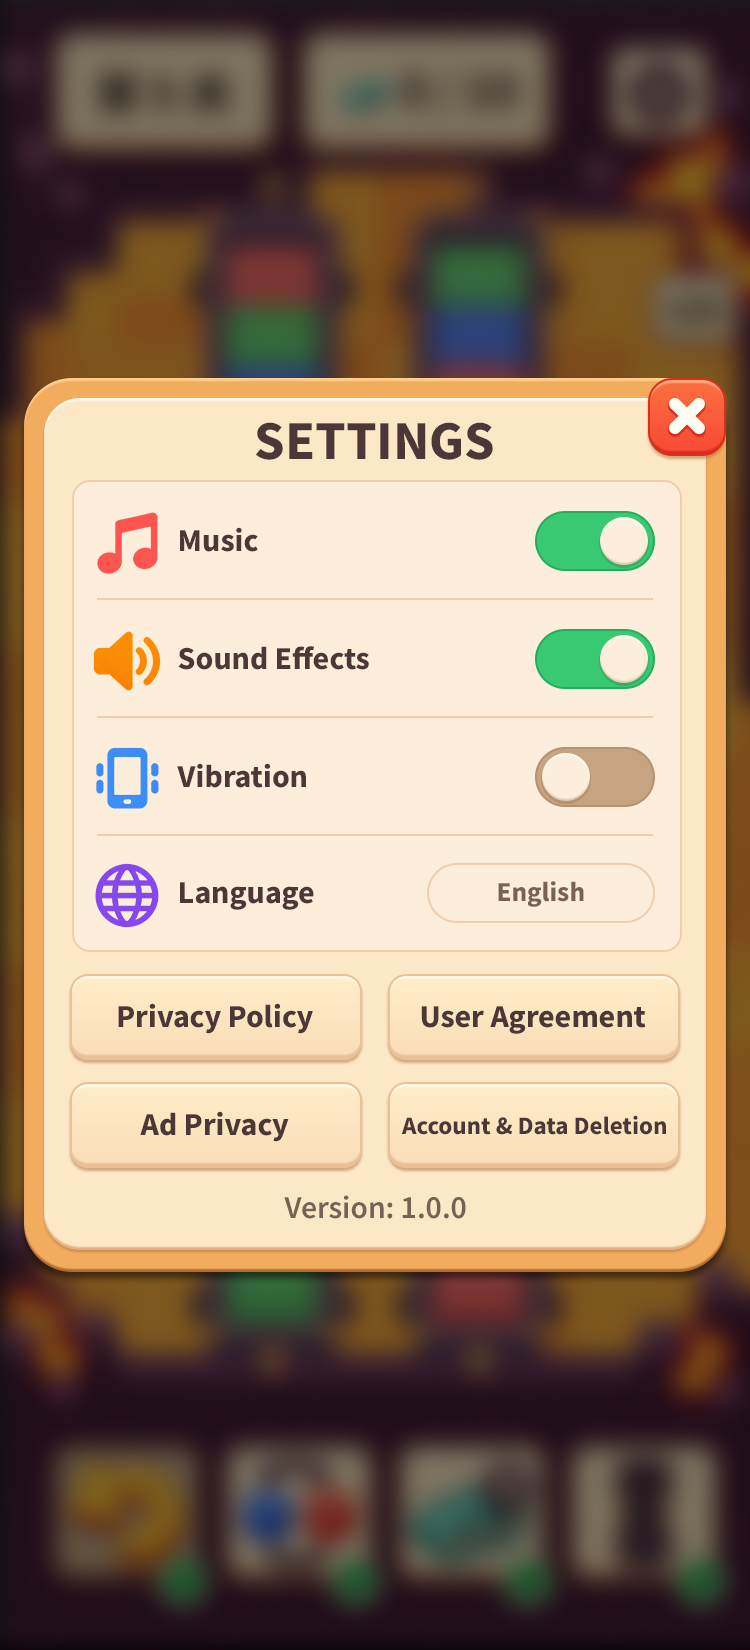 SETTINGS
Music
Sound Effects
Vibration
Language
English
Privacy Policy
User Agreement
Ad Privacy
Account & Data Deletion
Version: 1.0.0